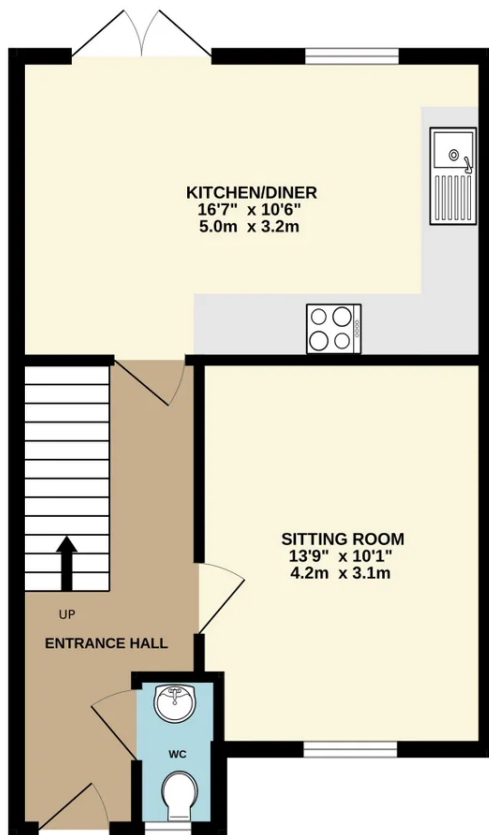 KITCHEN/DINER
16'7" x 10'6"
5.0m x 3.2m
SITTING ROOM
13'9" x 10'1"
4.2m x 3.1m
UP
ENTRANCE HALL
WC